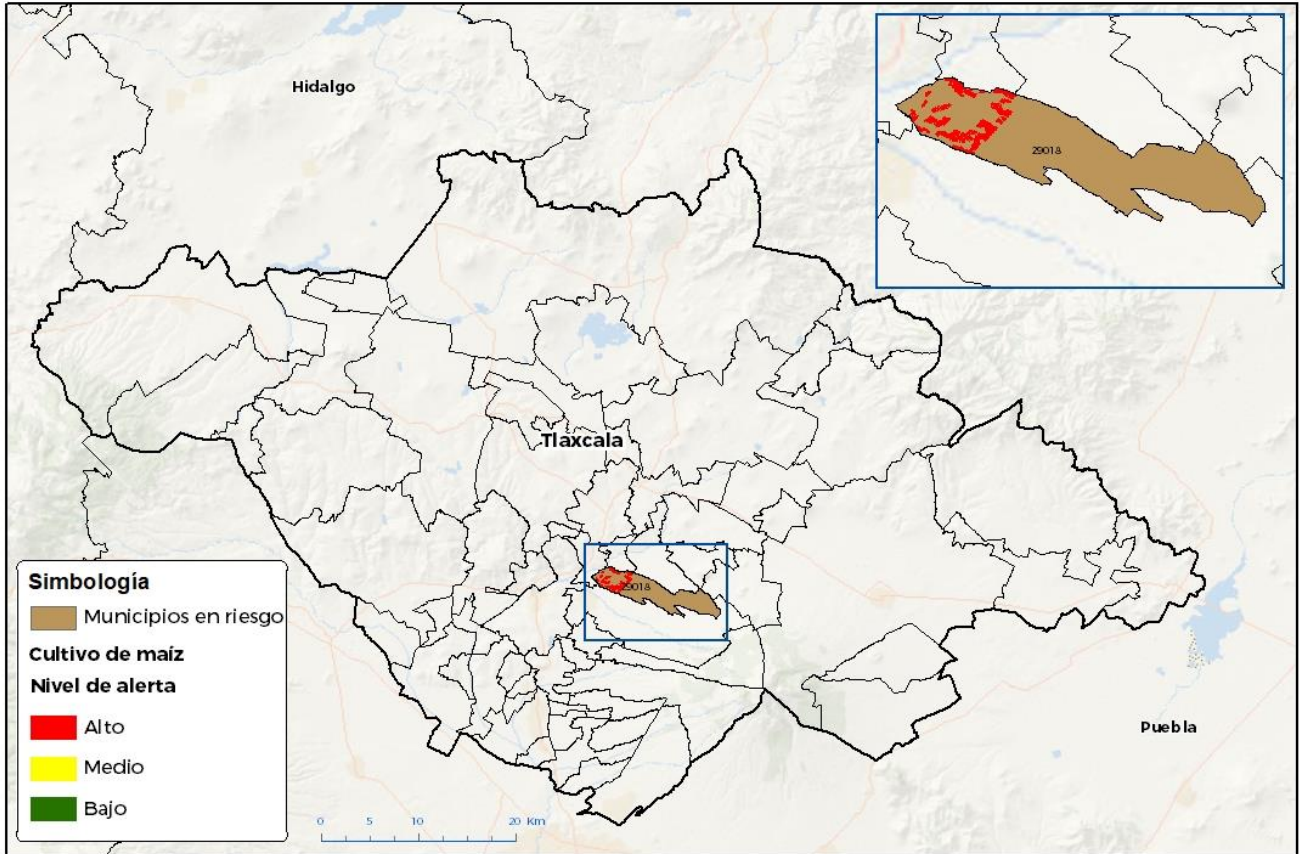 Hidalgo
29018
Tlaxcala
29018
Puebla
Simbología
Municipios en riesgo
Cultivo de maíz
Nivel de alerta
Alto
Medio
Bajo
0 5 10 20 Km